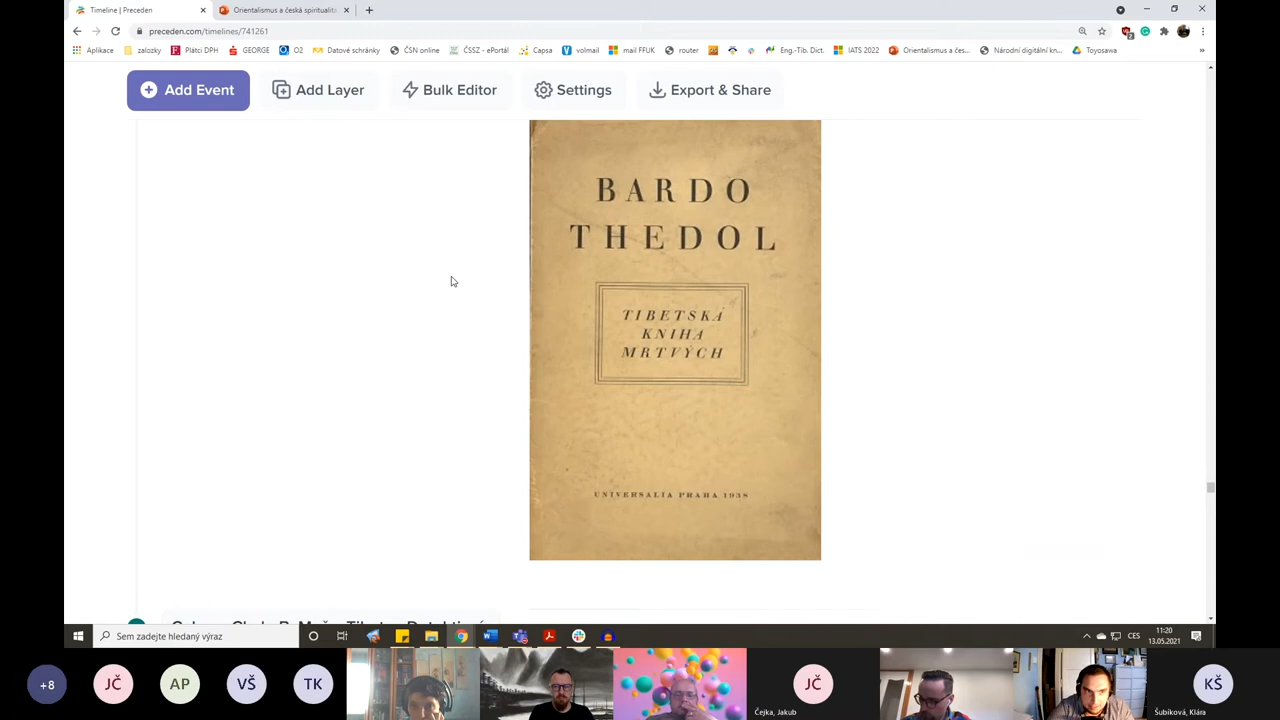 Timeline | Preceden
Orientalismus a česká spiritualita
preceden.com/timelines/741261
Aplikace
zalozky
Plátci DPH
GEORGE
O2
Datové schránky
ČSN online
ČSSZ - ePortál
Capsa
volmail
mail FFUK
router
Eng.-Tib. Dict.
IATS 2022
Orientalismus a čes...
Národní digitální kn...
Toyosawa
»
Add Event
Add Layer
Bulk Editor
Settings
Export & Share
BARDO
THEDOL
TIBETSKÁ
KNIHA
MRTVÝCH
UNIVERSALIA PRAHA 1938
Sem zadejte hledaný výraz
CES
11:20
13.05.2021
+8
JČ
AP
VŠ
TK
JČ
Čejka, Jakub
KŠ
Šubíková, Klára